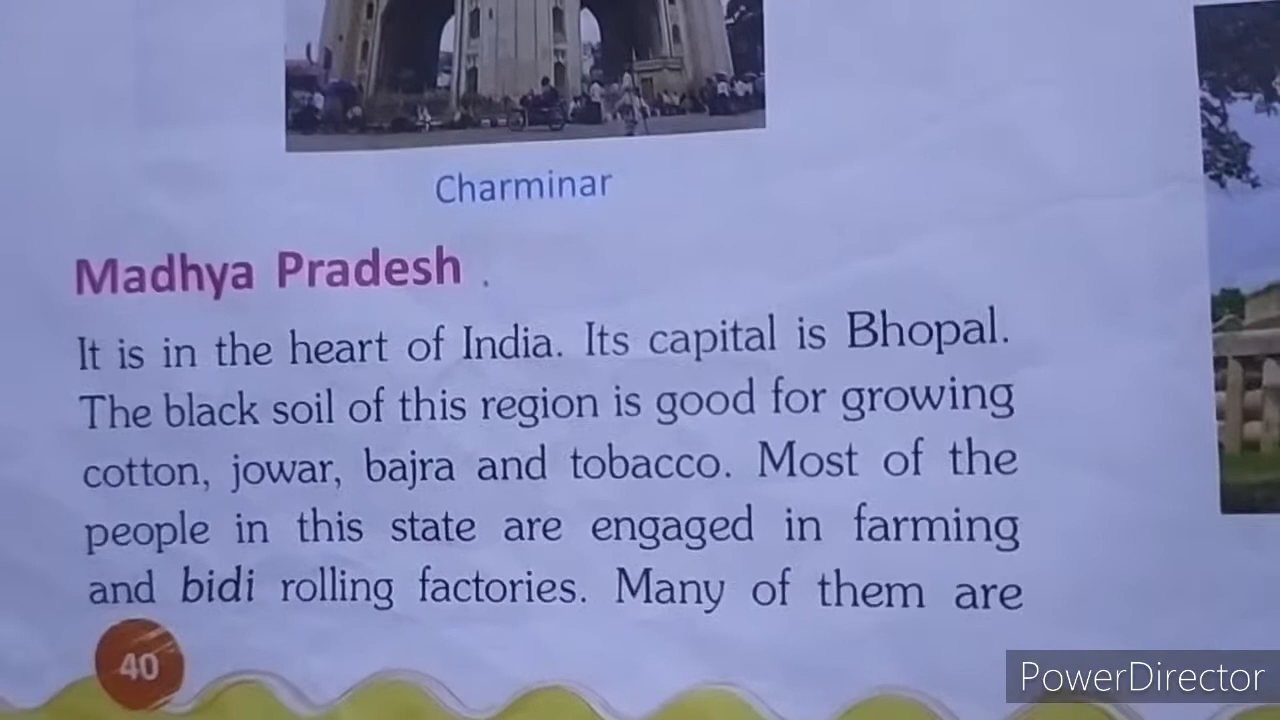 Charminar
Madhya Pradesh
It is in the heart of India. Its capital is Bhopal.
The black soil of this region is good for growing
cotton, jowar, bajra and tobacco. Most of the
people in this state are engaged in farming
and bidi rolling factories. Many of them are
40
PowerDirector